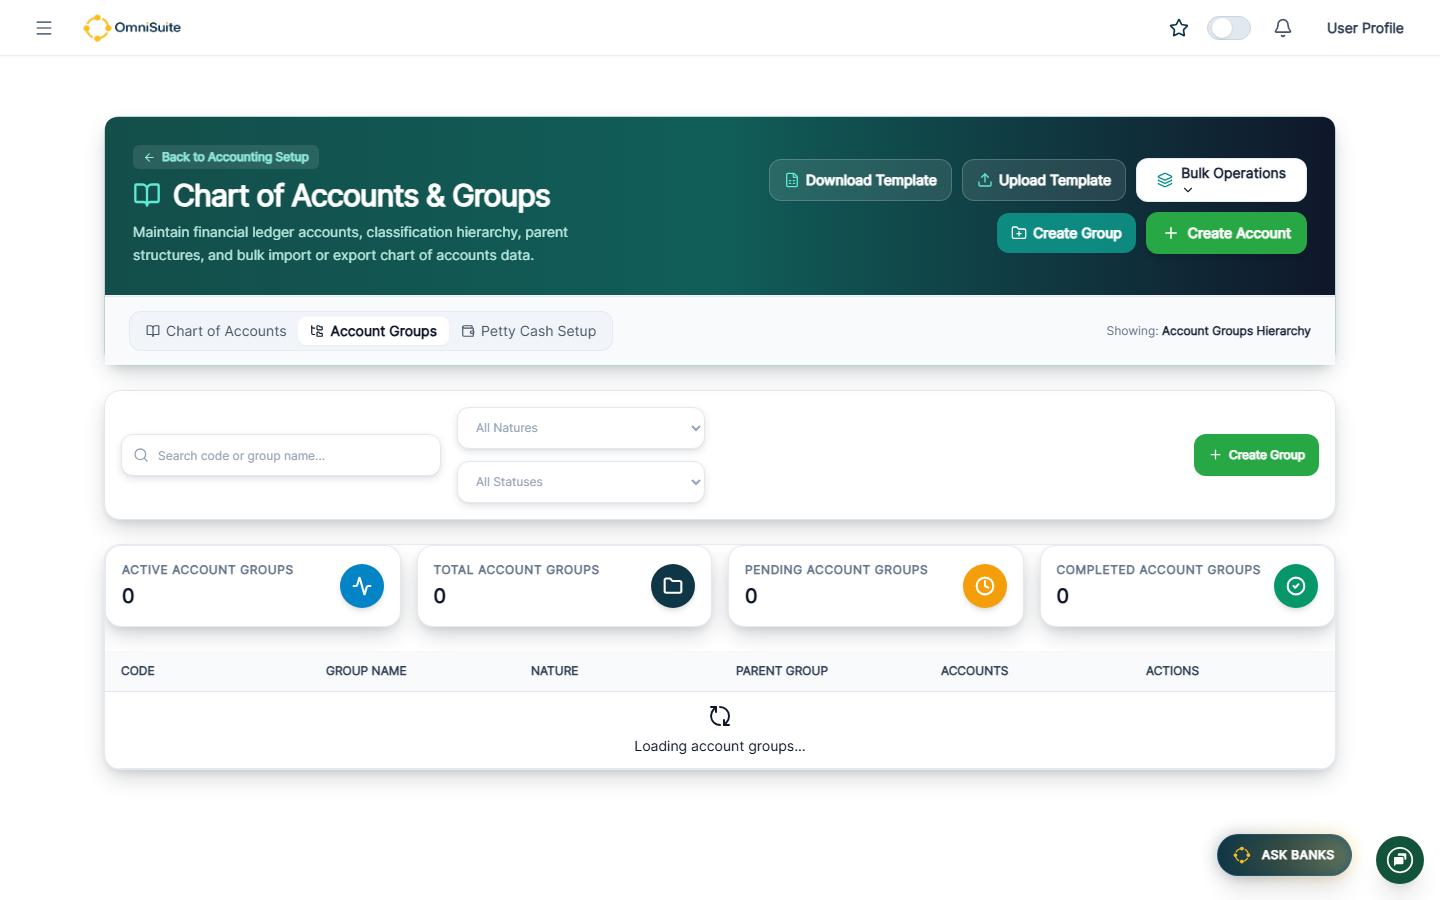 OmniSuite
User Profile
Back to Accounting Setup
Chart of Accounts & Groups
Maintain financial ledger accounts, classification hierarchy, parent
structures, and bulk import or export chart of accounts data.
Download Template
Upload Template
Bulk Operations
Create Group
Create Account
Chart of Accounts
Account Groups
Petty Cash Setup
Showing: Account Groups Hierarchy
Search code or group name...
All Natures
All Statuses
Create Group
ACTIVE ACCOUNT GROUPS
0
TOTAL ACCOUNT GROUPS
0
PENDING ACCOUNT GROUPS
0
COMPLETED ACCOUNT GROUPS
0
CODE
GROUP NAME
NATURE
PARENT GROUP
ACCOUNTS
ACTIONS
Loading account groups...
ASK BANKS